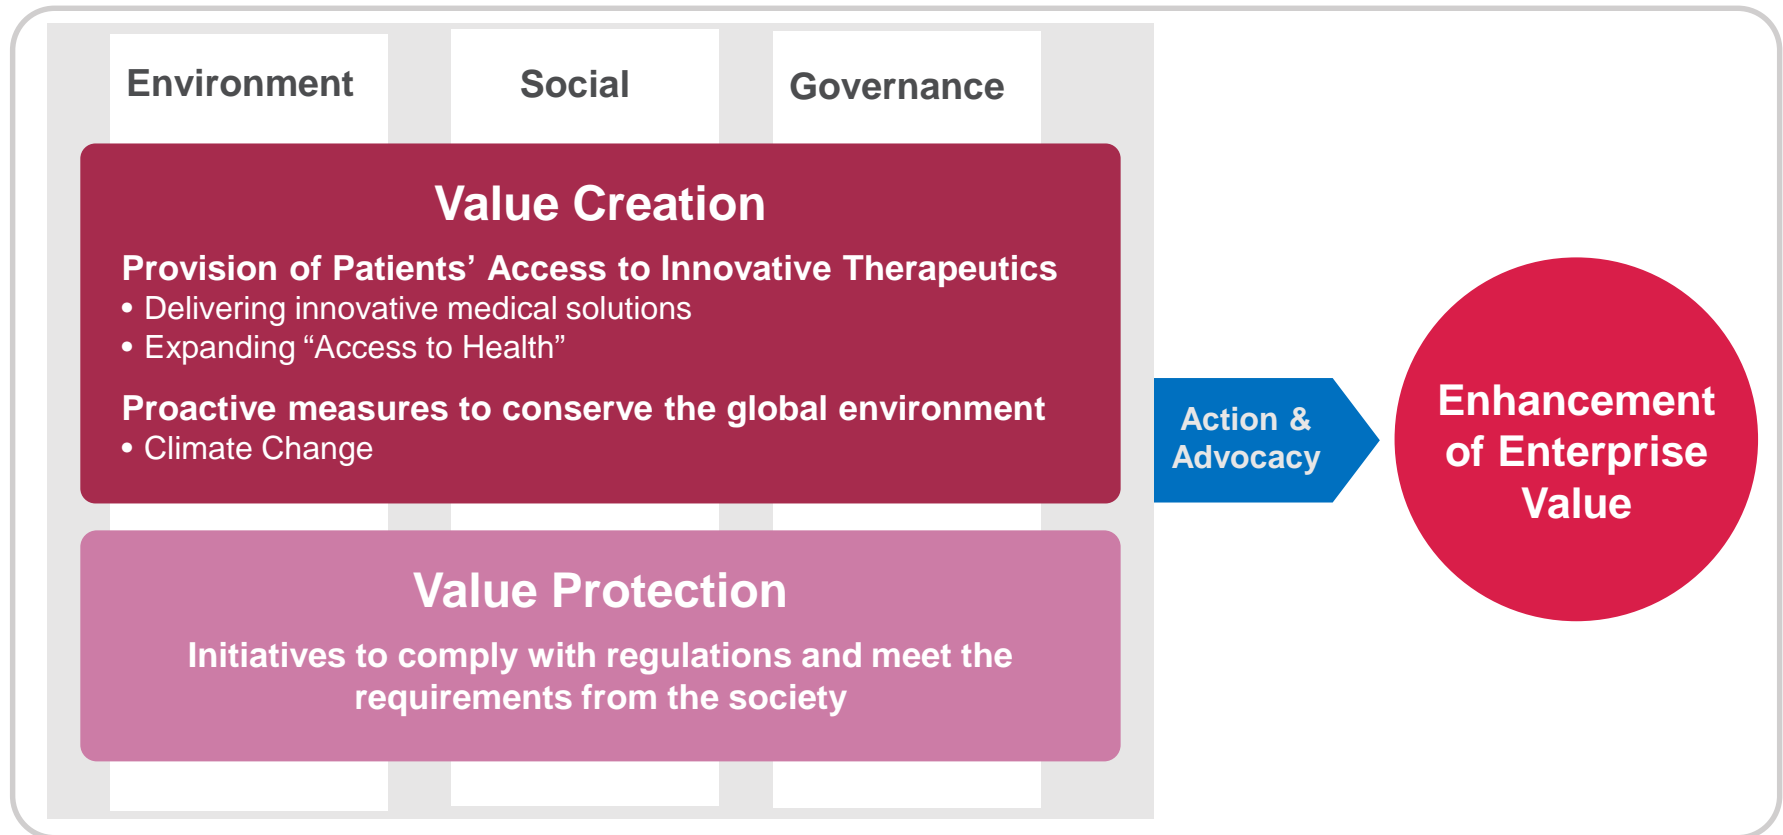 Environment
Social
Governance
Value Creation
Provision of Patients’ Access to Innovative Therapeutics
• Delivering innovative medical solutions
• Expanding “Access to Health”
Proactive measures to conserve the global environment
• Climate Change
Value Protection
Initiatives to comply with regulations and meet the
requirements from the society
Action &
Advocacy
Enhancement
of Enterprise
Value